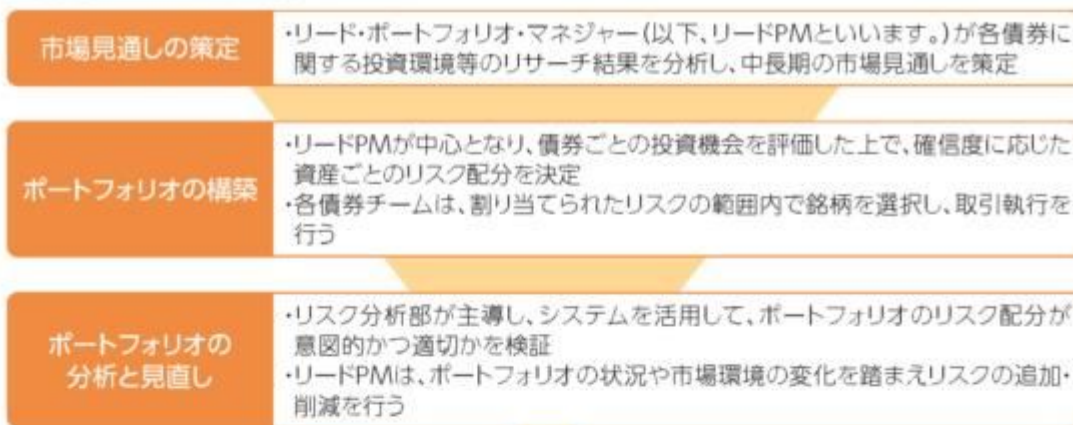 市場見通しの策定
・リード・ポートフォリオ・マネジャー(以下、リードPMといいます。)が各債券に
関する投資環境等のリサーチ結果を分析し、中長期の市場見通しを策定
ポートフォリオの構築
・リードPMが中心となり、債券ごとの投資機会を評価した上で、確信度に応じた
資産ごとのリスク配分を決定
・各債券チームは、割り当てられたリスクの範囲内で銘柄を選択し、取引執行を
行う
ポートフォリオの
分析と見直し
・リスク分析部が主導し、システムを活用して、ポートフォリオのリスク配分が
意図的かつ適切かを検証
・リードPMは、ポートフォリオの状況や市場環境の変化を踏まえリスクの追加・
削減を行う